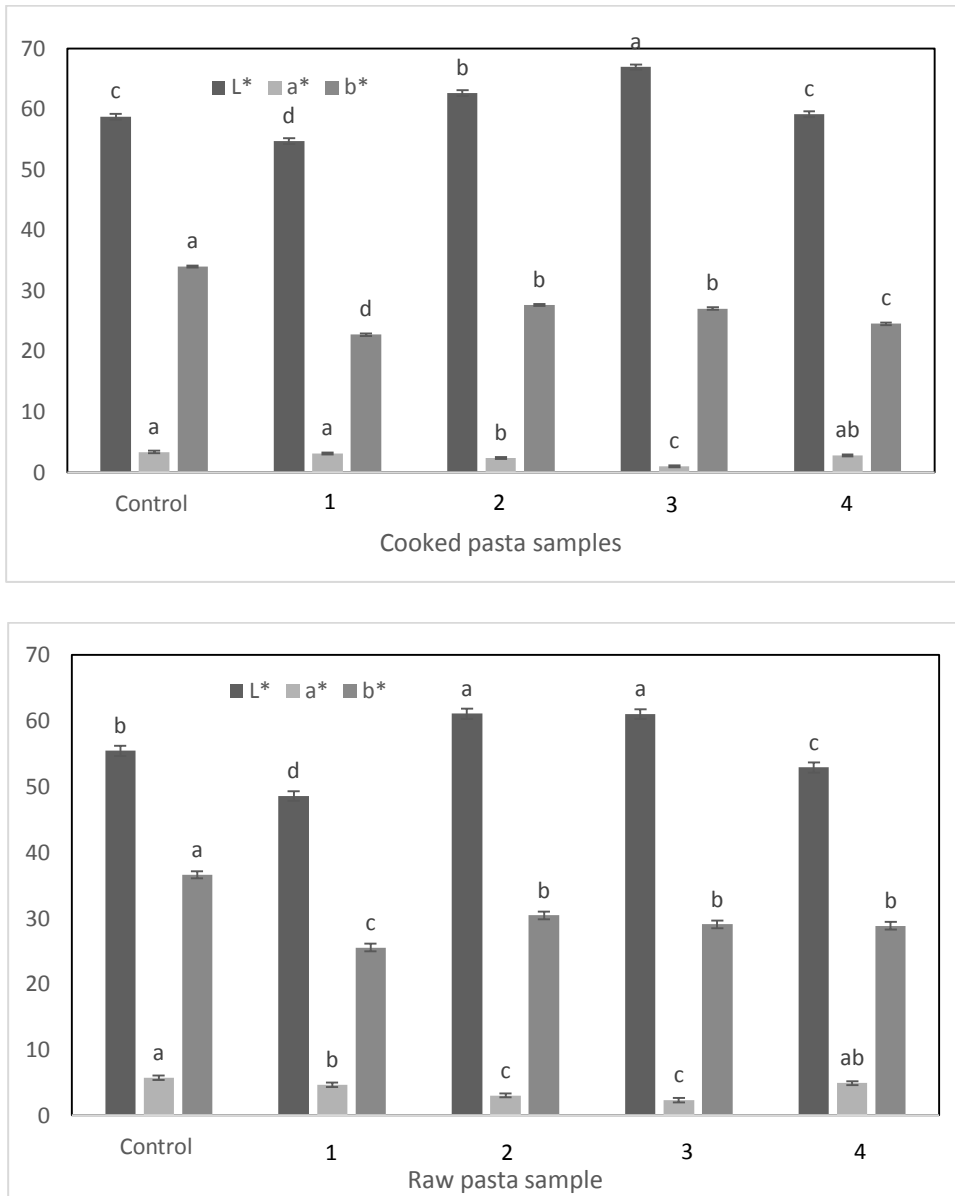 70
60
50
40
30
20
10
0
L* a* b*
c a a
d a d
b b b
a c b
c ab c
Control 1 2 3 4
Cooked pasta samples
70
60
50
40
30
20
10
0
L* a* b*
b a a
d b c
a c b
a c b
c ab b
Control 1 2 3 4
Raw pasta sample